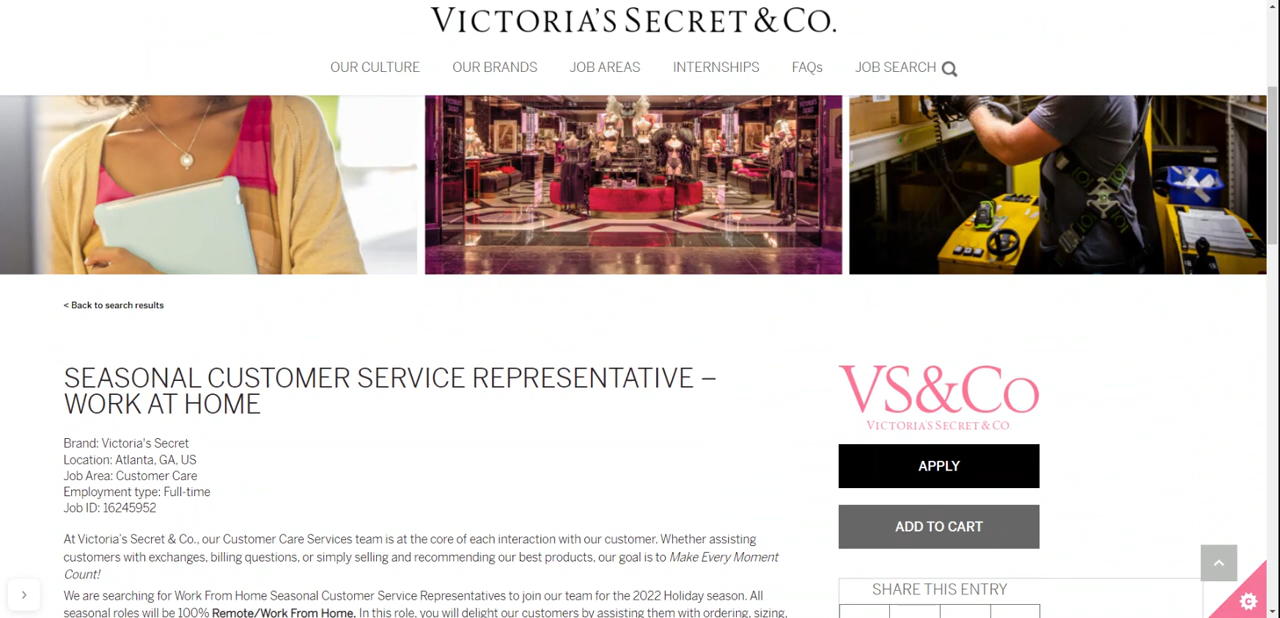 VICTORIA'S SECRET & CO.
OUR CULTURE OUR BRANDS JOB AREAS INTERNSHIPS FAQs JOB SEARCH
< Back to search results
SEASONAL CUSTOMER SERVICE REPRESENTATIVE –
WORK AT HOME
Brand: Victoria's Secret
Location: Atlanta, GA, US
Job Area: Customer Care
Employment type: Full-time
Job ID: 16245952
At Victoria's Secret & Co., our Customer Care Services team is at the core of each interaction with our customer. Whether assisting
customers with exchanges, billing questions, or simply selling and recommending our best products, our goal is to Make Every Moment
Count!
We are searching for Work From Home Seasonal Customer Service Representatives to join our team for the 2022 Holiday season. All
seasonal roles will be 100% Remote/Work From Home. In this role, you will delight our customers by assisting them with ordering, sizing,
VS&Co
VICTORIA'S SECRET & CO
APPLY
ADD TO CART
SHARE THIS ENTRY